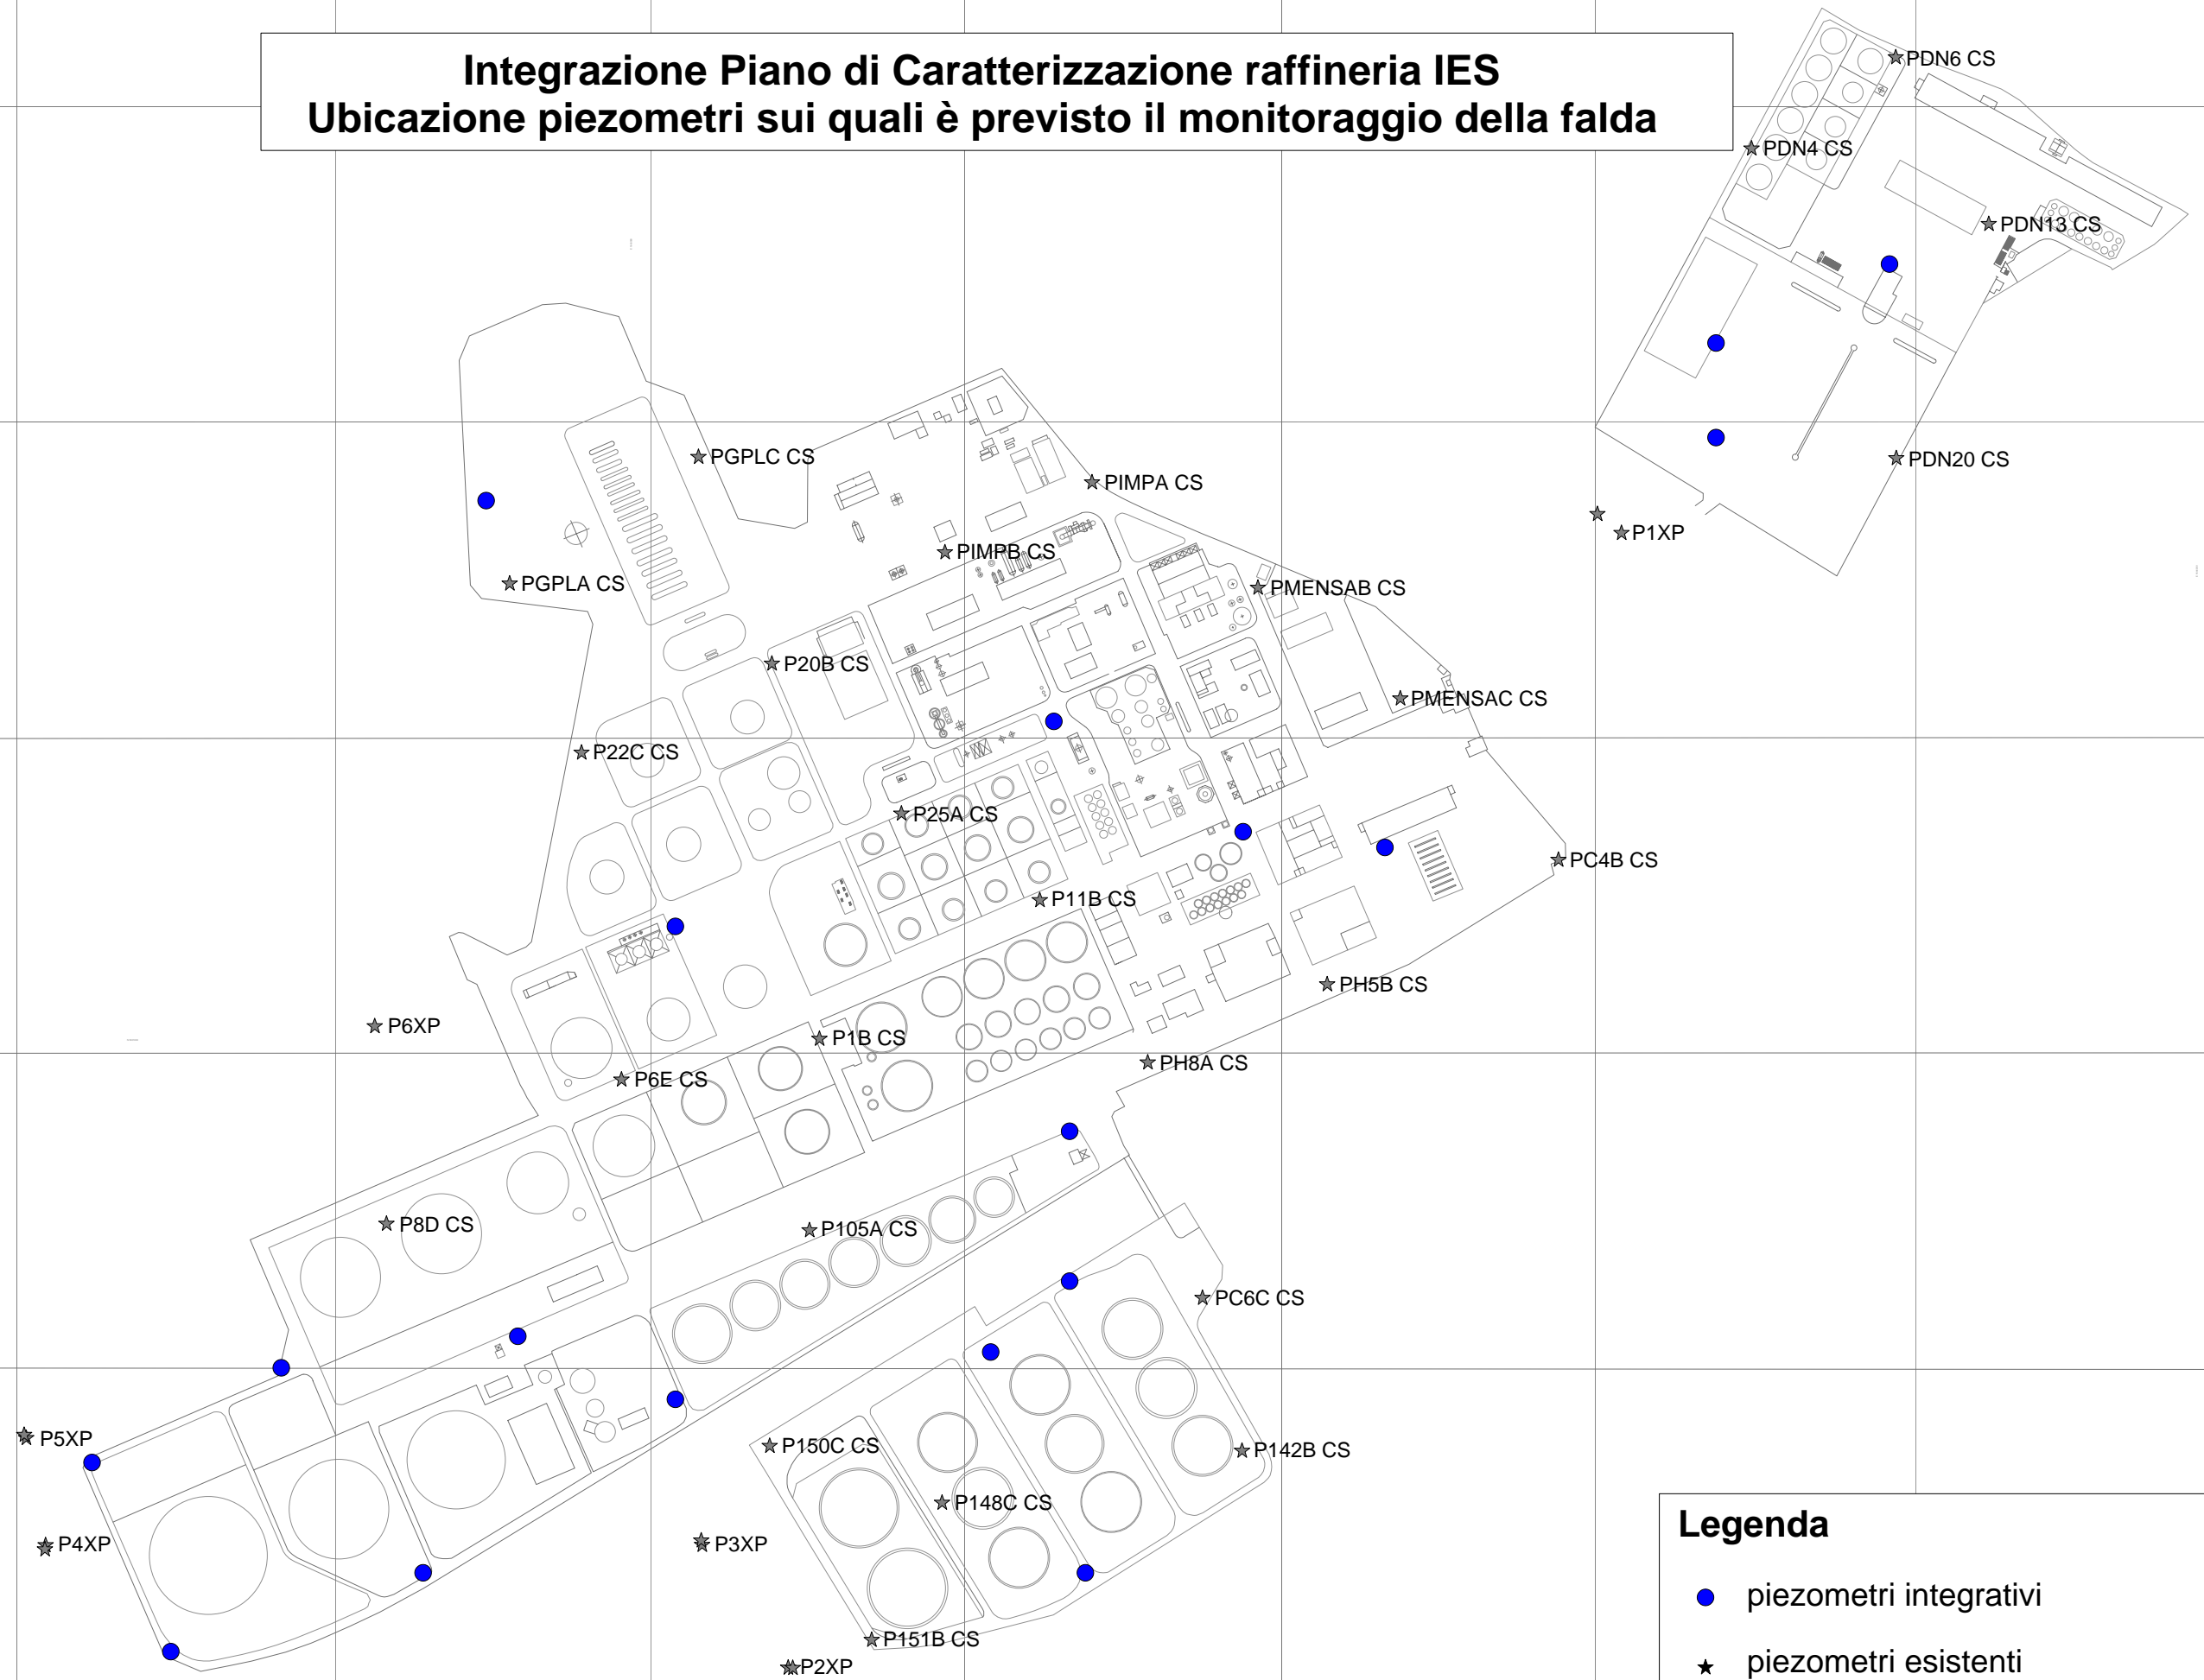 Integrazione Piano di Caratterizzazione raffineria IES
Ubicazione piezometri sui quali è previsto il monitoraggio della falda
PDN6 CS
PDN4 CS
PDN13 CS
PGPLC CS
PDN20 CS
PIMPA CS
P1XP
PIMPB CS
PGPLA CS
PMENSAB CS
P20B CS
PMENSAC CS
P22C CS
P25A CS
PC4B CS
P11B CS
PH5B CS
P6XP
P1B CS
PH8A CS
P6E CS
P8D CS
P105A CS
PC6C CS
P5XP
P150C CS
P142B CS
P148C CS
P4XP
P3XP
P151B CS
P2XP
Legenda
piezometri integrativi
piezometri esistenti